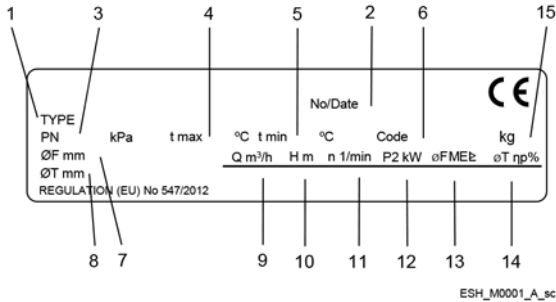 1 3 4 5 2 6 15
CE
No/Date
TYPE
PN kPa t max °C t min °C Code kg
ØF mm Q m³/h H m n 1/min P2 kW øFMEI≥ øT ηp%
ØT mm
REGULATION (EU) No 547/2012
8 7 9 10 11 12 13 14
ESH_M0001_A_sc